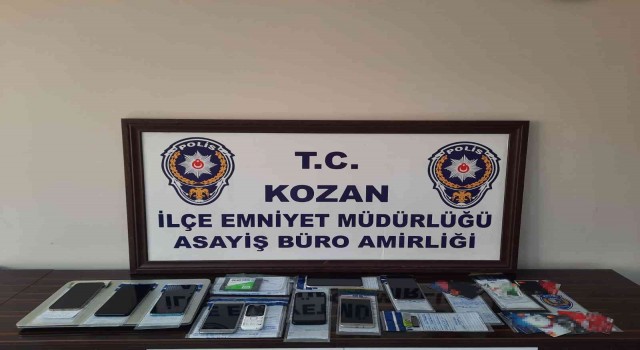 POLİS
POLİS
T.C.
KOZAN
İLÇE EMNİYET MÜDÜRLÜĞÜ
ASAYİŞ BÜRO AMİRLİĞİ